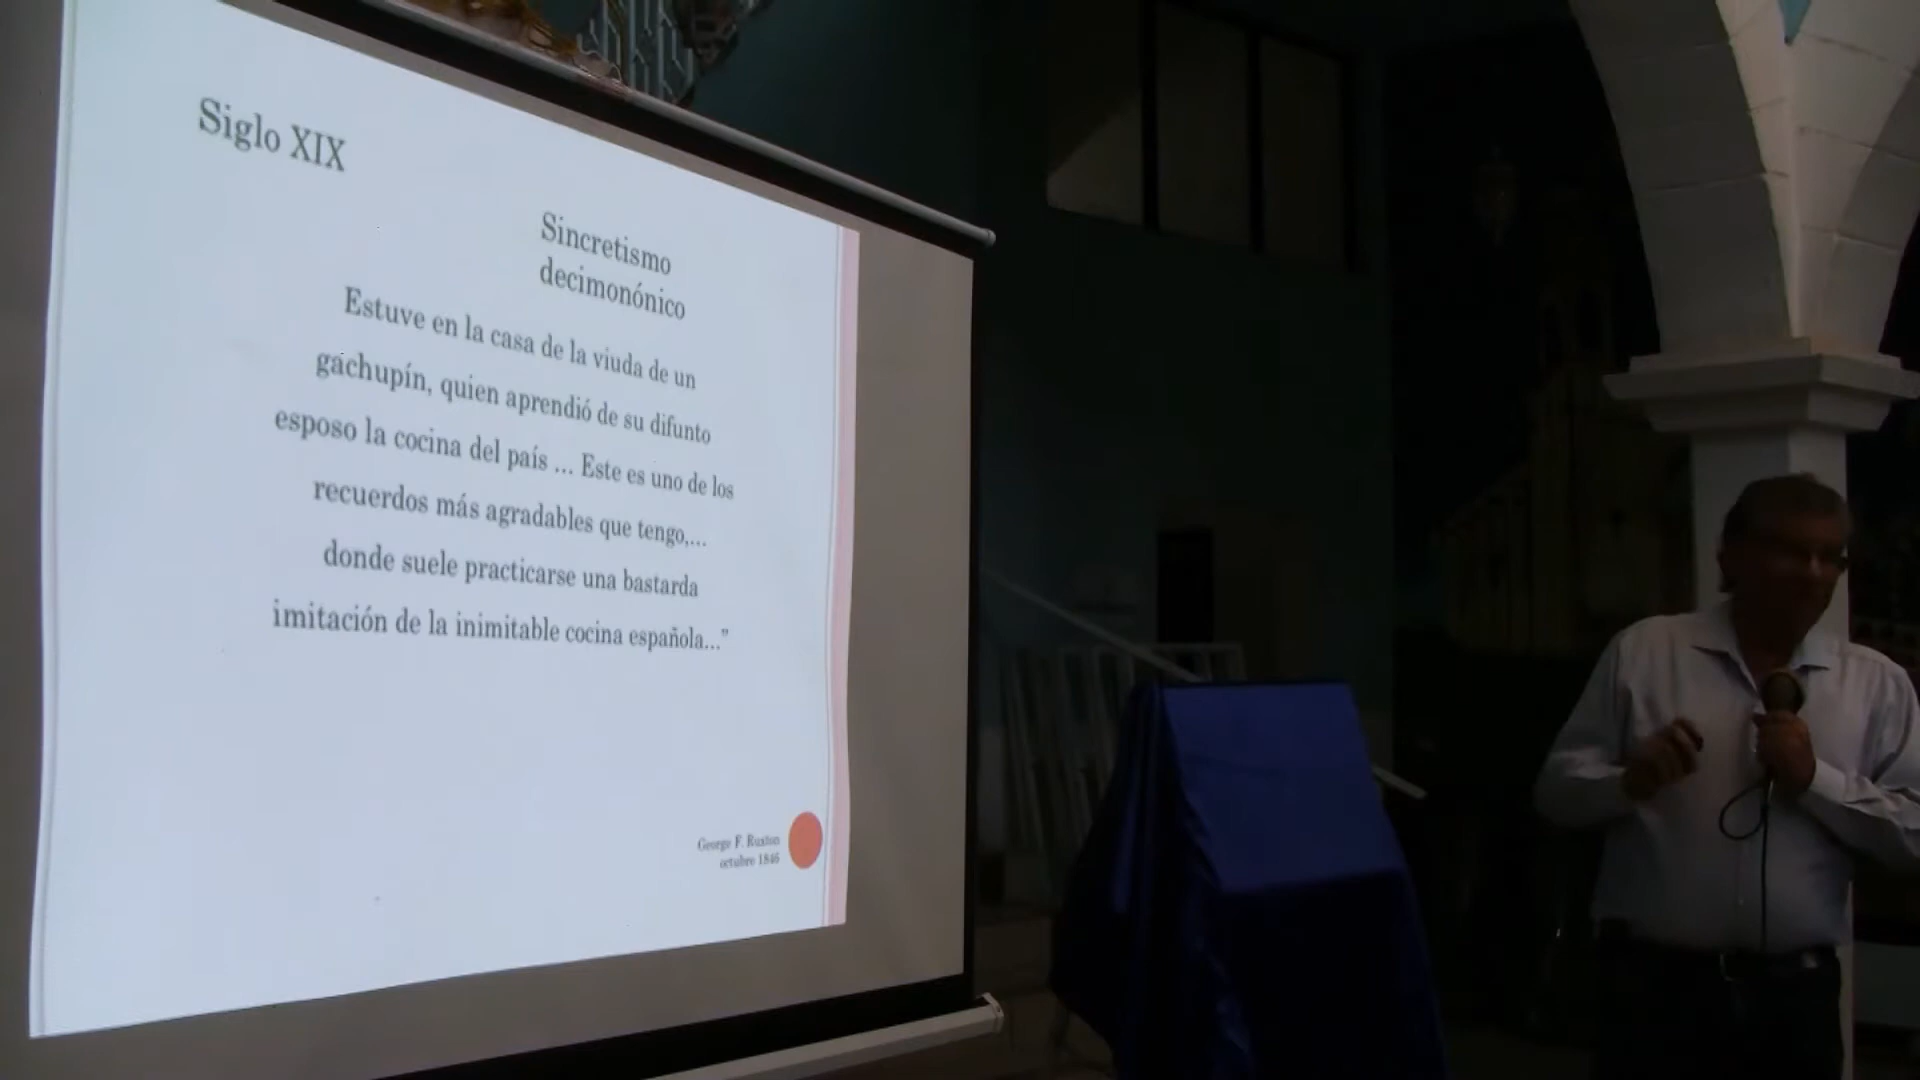 Siglo XIX
Sincretismo
decimonónico
Estuve en la casa de la viuda de un
gachupín, quien aprendió de su difunto
esposo la cocina del país ... Este es uno de los
recuerdos más agradables que tengo,...
donde suele practicarse una bastarda
imitación de la inimitable cocina española..."
George F. Ruxton
octubre 1846